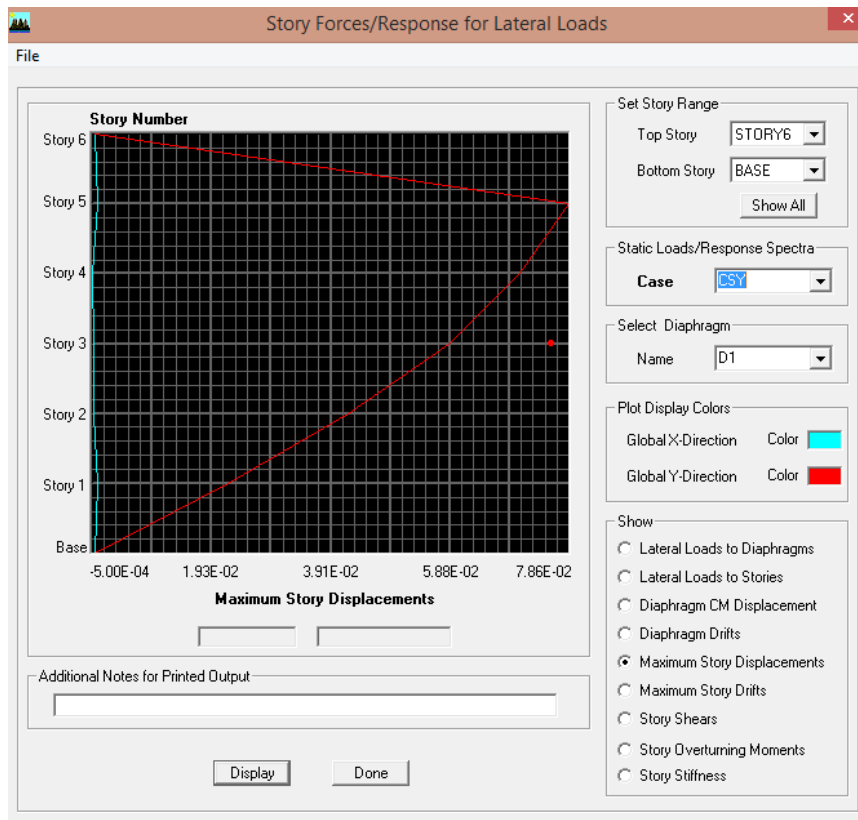 Story Forces/Response for Lateral Loads
File
Story Number
Story 6
Story 5
Story 4
Story 3
Story 2
Story 1
Base
-5.00E-04 1.93E-02 3.91E-02 5.88E-02 7.86E-02
Maximum Story Displacements
Additional Notes for Printed Output
Display Done
Set Story Range
Top Story STORY6
Bottom Story BASE
Show All
Static Loads/Response Spectra
Case CSY
Select Diaphragm
Name D1
Plot Display Colors
Global X-Direction Color
Global Y-Direction Color
Show
Lateral Loads to Diaphragms
Lateral Loads to Stories
Diaphragm CM Displacement
Diaphragm Drifts
Maximum Story Displacements
Maximum Story Drifts
Story Shears
Story Overturning Moments
Story Stiffness